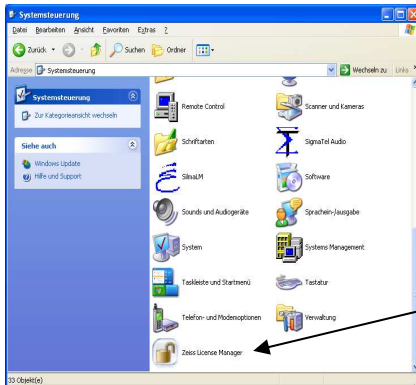 Systemsteuerung
Datei Bearbeiten Ansicht Favoriten Extras ?
Zurück Suchen Ordner
Adresse Systemsteuerung Wechseln zu Links
Systemsteuerung
Zur Kategorieansicht wechseln
Siehe auch
Windows Update
Hilfe und Support
Remote Control Scanner und Kameras
Schriftarten SigmaTel Audio
SilmaLM Software
Sounds und Audiogeräte Sprachein-/ausgabe
System Systems Management
Taskleiste und Startmenü Tastatur
Telefon- und Modemoptionen Verwaltung
Zeiss License Manager
33 Objekt(e)